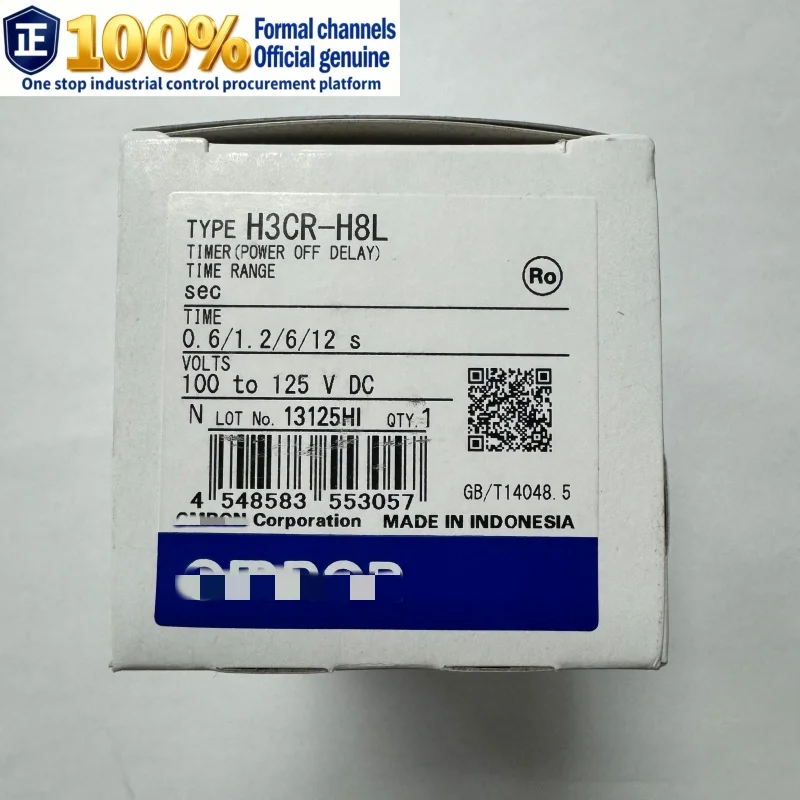 正 100% Formal channels
Official genuine
One stop industrial control procurement platform
TYPE H3CR-H8L
TIMER(POWER OFF DELAY)
TIME RANGE
Ro
sec
TIME
0.6/1.2/6/12 s
VOLTS
100 to 125 V DC
N LOT No. 13125HI QTY.1
4 548583 553057
GB/T14048.5
Corporation MADE IN INDONESIA